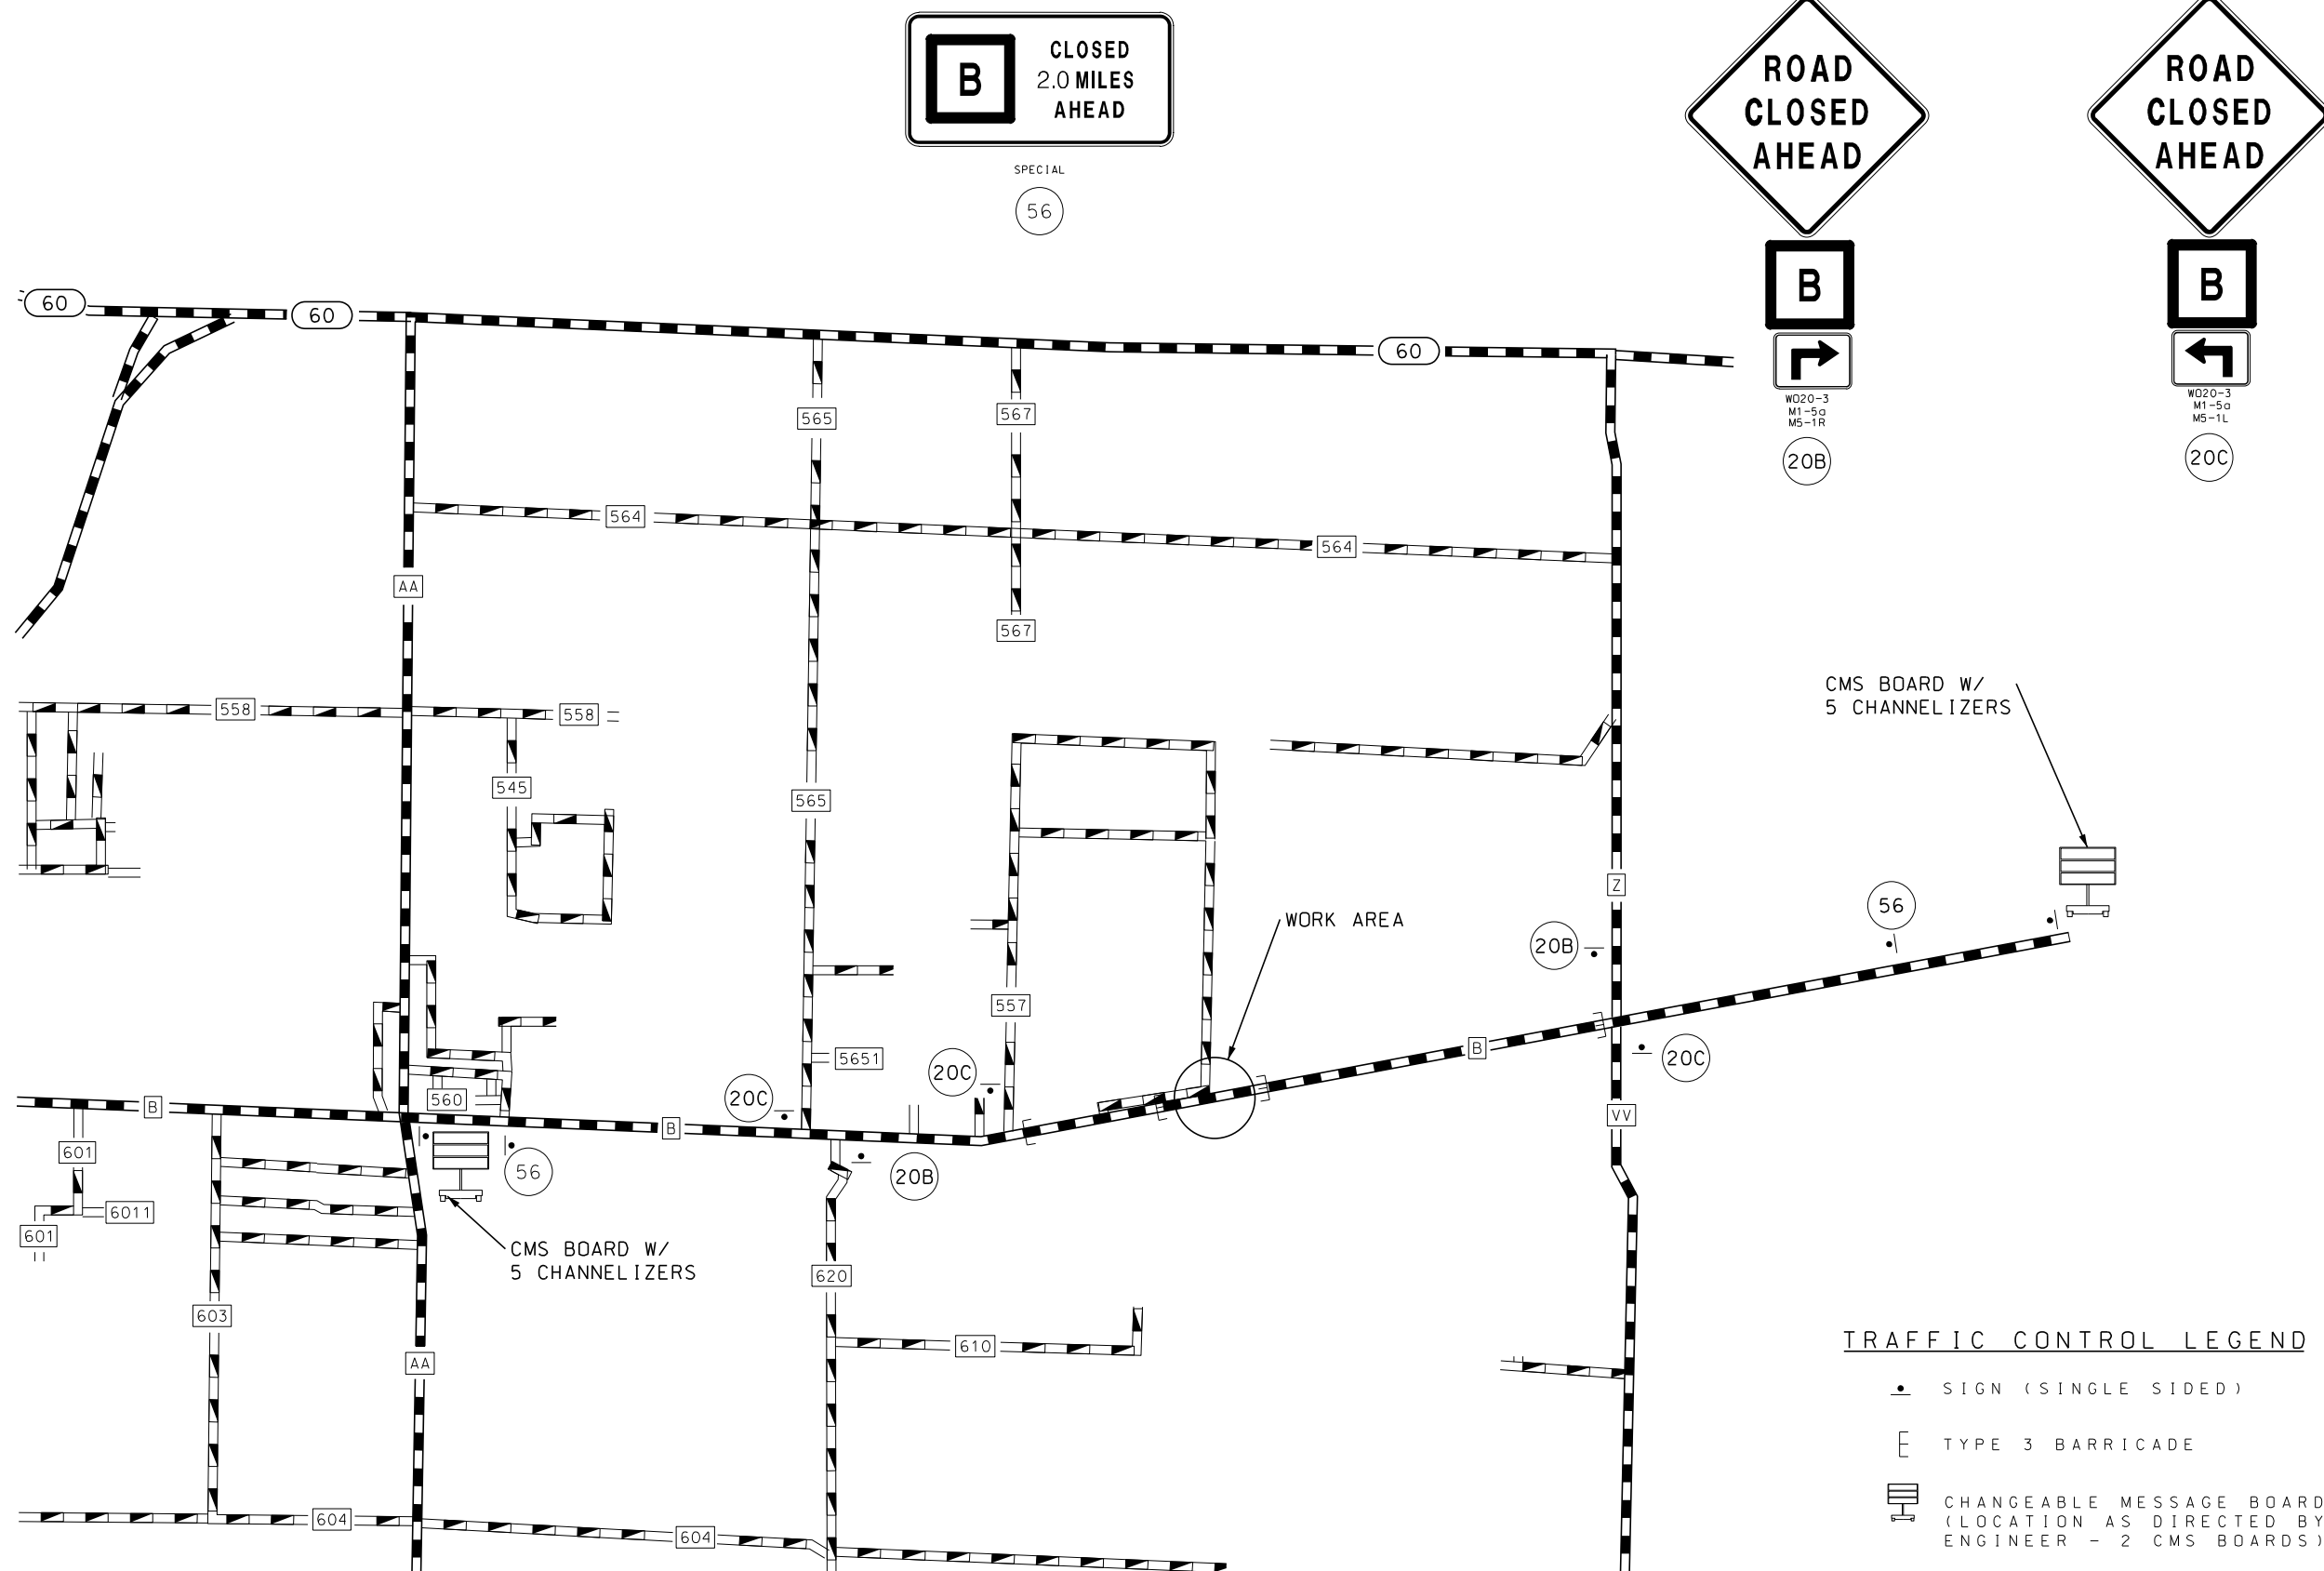 B
CLOSED
2.0 MILES
AHEAD
SPECIAL
56
ROAD
CLOSED
AHEAD
B
WO20-3
M1-5a
M5-1R
20B
ROAD
CLOSED
AHEAD
B
WO20-3
M1-5a
M5-1L
20C
60
60
60
565
567
564
564
AA
567
558
558
545
565
CMS BOARD W/
5 CHANNELIZERS
Z
56
20B
WORK AREA
557
B
5651
20C
20C
560
20C
B
B
VV
601
56
20B
6011
601
CMS BOARD W/
5 CHANNELIZERS
620
603
610
AA
604
604
TRAFFIC CONTROL LEGEND
SIGN (SINGLE SIDED)
TYPE 3 BARRICADE
CHANGEABLE MESSAGE BOARD
(LOCATION AS DIRECTED BY
ENGINEER - 2 CMS BOARDS)